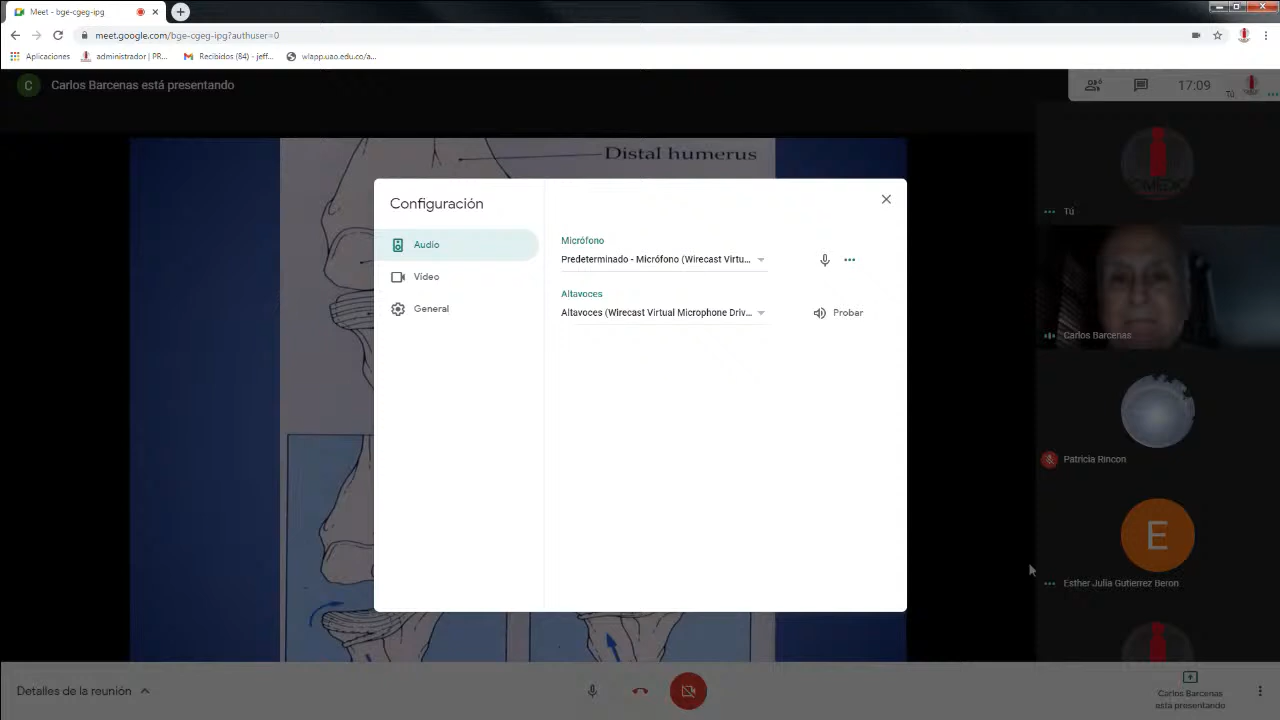 Meet - bge-cgeg-ipg
meet.google.com/bge-cgeg-ipg?authuser=0
Aplicaciones
administrador | PR...
Recibidos (84) - jeff...
wlapp.uao.edu.co/a...
C
Carlos Barcenas está presentando
17:09
Tú
Distal humerus
Configuración
Audio
Video
General
Micrófono
Predeterminado - Micrófono (Wirecast Virtu...
Altavoces
Altavoces (Wirecast Virtual Microphone Driv...
Probar
Tú
Carlos Barcenas
Patricia Rincon
E
Esther Julia Gutierrez Beron
Detalles de la reunión
Carlos Barcenas
está presentando